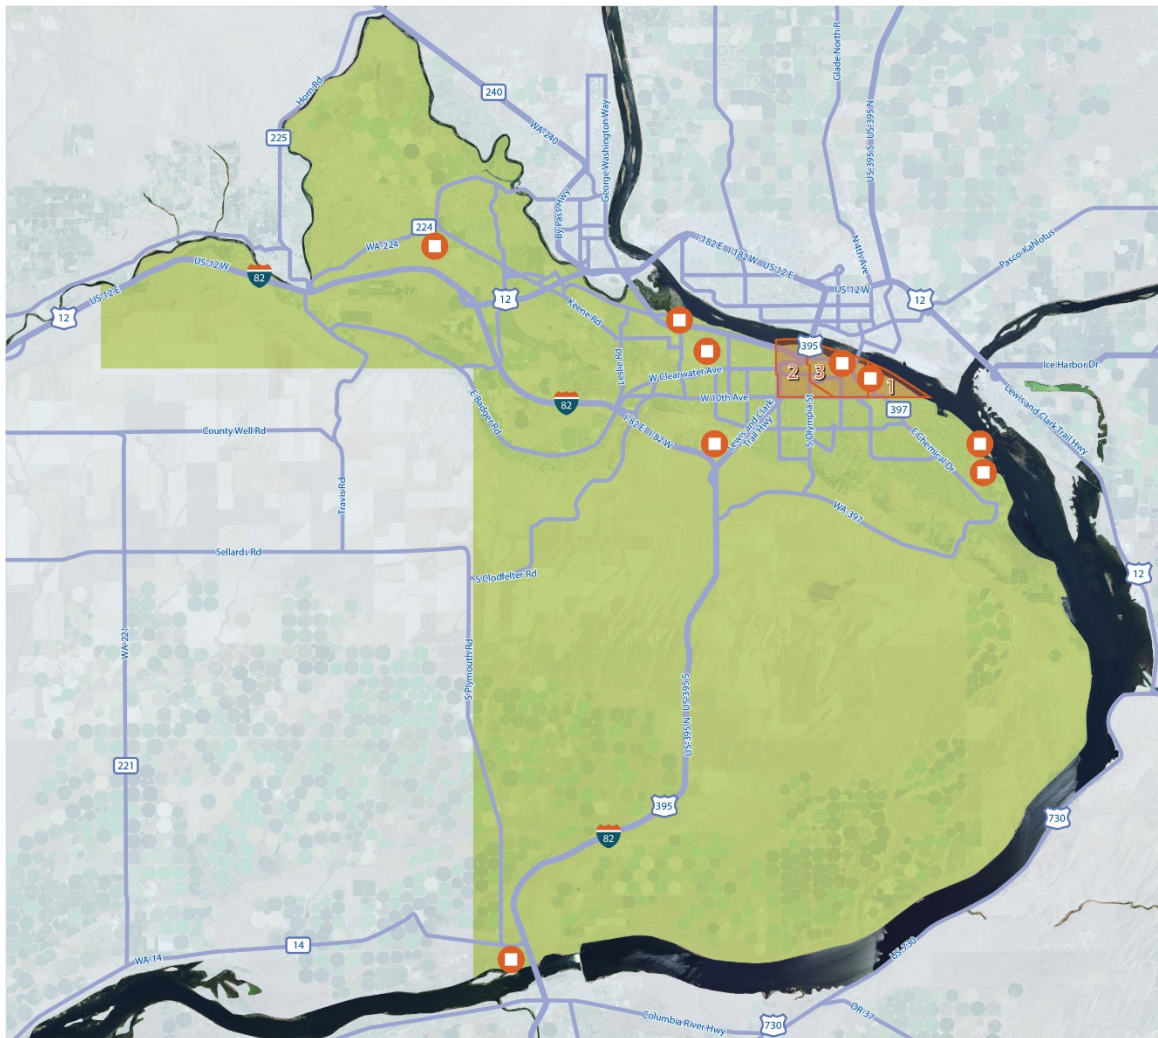 Horn Rd
240
WA-240
225
George Washington Way
By Pass Hwy
Glade North R
US-395 S US-395 N
N 4th Ave
Pasco-Kahlotus
I-182 E I-182 W US-12 E
US-12 W
12
224
WA-224
US-12 W
82
US-12 E
12
12
Keene Rd
Leslie Rd
W Clearwater Ave
395
2
3
1
Ice Harbor Dr
Lewis and Clark Trail Hwy
W 10th Ave
397
E Badger Rd
82
I-82 E I-82 W
Lewis and Clark
Trail Hwy
S Olympia St
E Chemical Dr
County Well Rd
Travis Rd
WA-397
Sellards Rd
S Clodfelter Rd
12
WA-221
S Plymouth Rd
US-395 N US-395 S
221
395
82
730
14
WA-14
US-730
Columbia River Hwy
730
OR-37